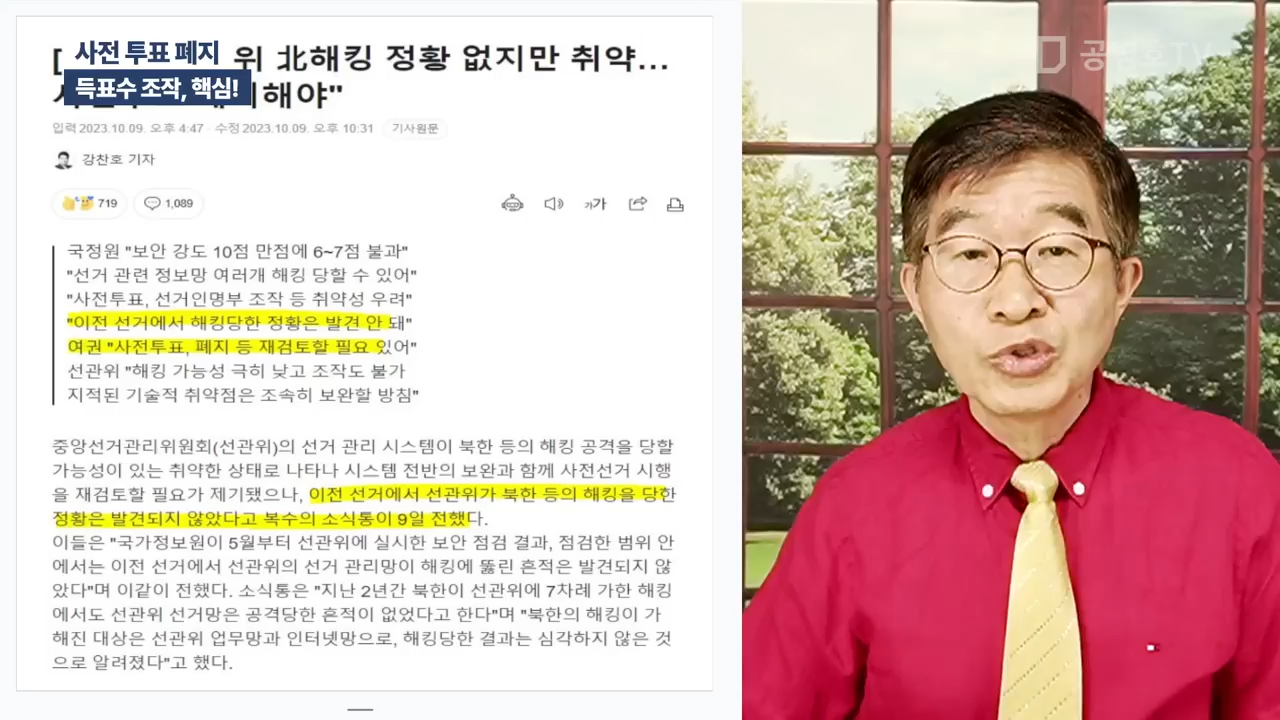 사전 투표 폐지
득표수 조작, 핵심!
[
위 北해킹 정황 없지만 취약...
해야"
입력 2023.10.09. 오후 4:47 · 수정 2023.10.09. 오후 10:31 기사원문
강찬호 기자
719 1,089
가가
국정원 "보안 강도 10점 만점에 6~7점 불과"
"선거 관련 정보망 여러개 해킹 당할 수 있어"
"사전투표, 선거인명부 조작 등 취약성 우려"
"이전 선거에서 해킹당한 정황은 발견 안 돼"
여권 "사전투표, 폐지 등 재검토할 필요 있어"
선관위 "해킹 가능성 극히 낮고 조작도 불가
지적된 기술적 취약점은 조속히 보완할 방침"
중앙선거관리위원회(선관위)의 선거 관리 시스템이 북한 등의 해킹 공격을 당할
가능성이 있는 취약한 상태로 나타나 시스템 전반의 보완과 함께 사전선거 시행
을 재검토할 필요가 제기됐으나, 이전 선거에서 선관위가 북한 등의 해킹을 당한
정황은 발견되지 않았다고 복수의 소식통이 9일 전했다.
이들은 "국가정보원이 5월부터 선관위에 실시한 보안 점검 결과, 점검한 범위 안
에서는 이전 선거에서 선관위의 선거 관리망이 해킹에 뚫린 흔적은 발견되지 않
았다"며 이같이 전했다. 소식통은 "지난 2년간 북한이 선관위에 7차례 가한 해킹
에서도 선관위 선거망은 공격당한 흔적이 없었다고 한다"며 "북한의 해킹이 가
해진 대상은 선관위 업무망과 인터넷망으로, 해킹당한 결과는 심각하지 않은 것
으로 알려졌다"고 했다.
공병호TV